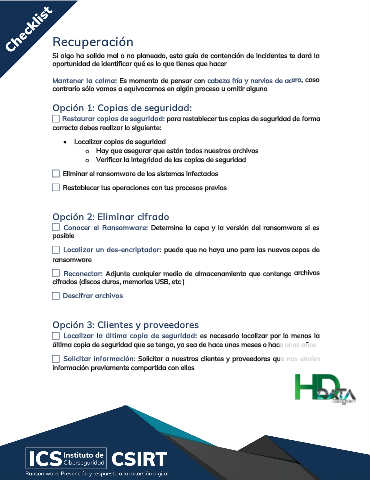 Checklist
Recuperación
Si algo ha salido mal o no planeado, esta guía de contención de incidentes te dará la
oportunidad de identificar qué es lo que tienes que hacer
Mantener la calma: Es momento de pensar con cabeza fría y nervios de acero, caso
contrario sólo vamos a equivocarnos en algún proceso u omitir alguno
Opción 1: Copias de seguridad:
Restaurar copias de seguridad: para restablecer tus copias de seguridad de forma
correcta debes realizar lo siguiente:
• Localizar copias de seguridad
o Hay que asegurar que están todos nuestros archivos
o Verificar la integridad de las copias de seguridad
Eliminar el ransomware de los sistemas infectados
Restablecer tus operaciones con tus procesos previos
Opción 2: Eliminar cifrado
Conocer el Ransomware: Determine la cepa y la versión del ransomware si es
posible
Localizar un des-encriptador: puede que no haya uno para las nuevas cepas de
ransomware
Reconectar: Adjunte cualquier medio de almacenamiento que contenga archivos
cifrados (discos duros, memorias USB, etc)
Descifrar archivos
Opción 3: Clientes y proveedores
Localizar la última copia de seguridad: es necesario localizar por lo menos la
última copia de seguridad que se tenga, ya sea de hace unos meses o hace unos años
Solicitar información: Solicitar a nuestros clientes y proveedores que nos envíen
información previamente compartida con ellos
HD
DATA
ICS Instituto de
Ciberseguridad CSIRT
Ransomware: Prevención y respuesta a la extorsión digital